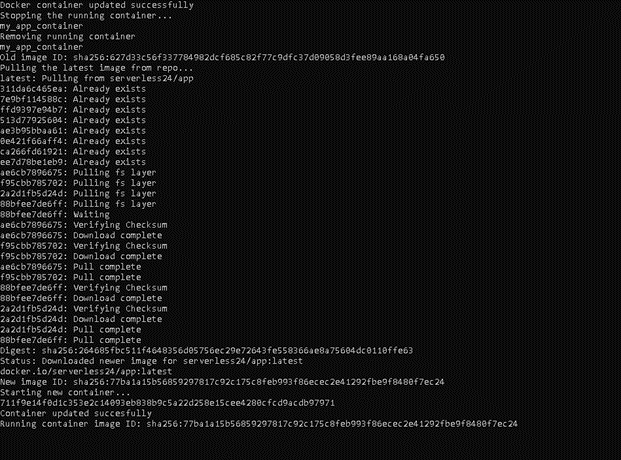 Docker container updated successfully
Stopping the running container...
my_app_container
Removing running container
my_app_container
Old image ID: sha256:627d33c56f337784982dcf685c82f77c9dfc37d09058d3fee89aa168a04fa650
Pulling the latest image from repo...
latest: Pulling from serverless24/app
311da6c465ea: Already exists
7e9bf114588c: Already exists
ffd9397e94b7: Already exists
513d77925604: Already exists
ae3b95bbaa61: Already exists
0e421f66aff4: Already exists
ca266fd61921: Already exists
ee7d78be1eb9: Already exists
ae6cb7896675: Pulling fs layer
f95cbb785702: Pulling fs layer
2a2d1fb5d24d: Pulling fs layer
88bfee7de6ff: Pulling fs layer
88bfee7de6ff: Waiting
ae6cb7896675: Verifying Checksum
ae6cb7896675: Download complete
f95cbb785702: Verifying Checksum
f95cbb785702: Download complete
ae6cb7896675: Pull complete
f95cbb785702: Pull complete
88bfee7de6ff: Verifying Checksum
88bfee7de6ff: Download complete
2a2d1fb5d24d: Verifying Checksum
2a2d1fb5d24d: Download complete
2a2d1fb5d24d: Pull complete
88bfee7de6ff: Pull complete
Digest: sha256:264685fbc511f4648356d05756ec29e72643fe558366ae8a75604dc0110ffe63
Status: Downloaded newer image for serverless24/app:latest
docker.io/serverless24/app:latest
New image ID: sha256:77ba1a15b56859297817c92c175c8feb993f86ecec2e41292fbe9f8480f7ec24
Starting new container...
711f9e14f0d1c353e2c14093eb838b9c5a22d258e15cee4280cfcd9acdb97971
Container updated succesfully
Running container image ID: sha256:77ba1a15b56859297817c92c175c8feb993f86ecec2e41292fbe9f8480f7ec24